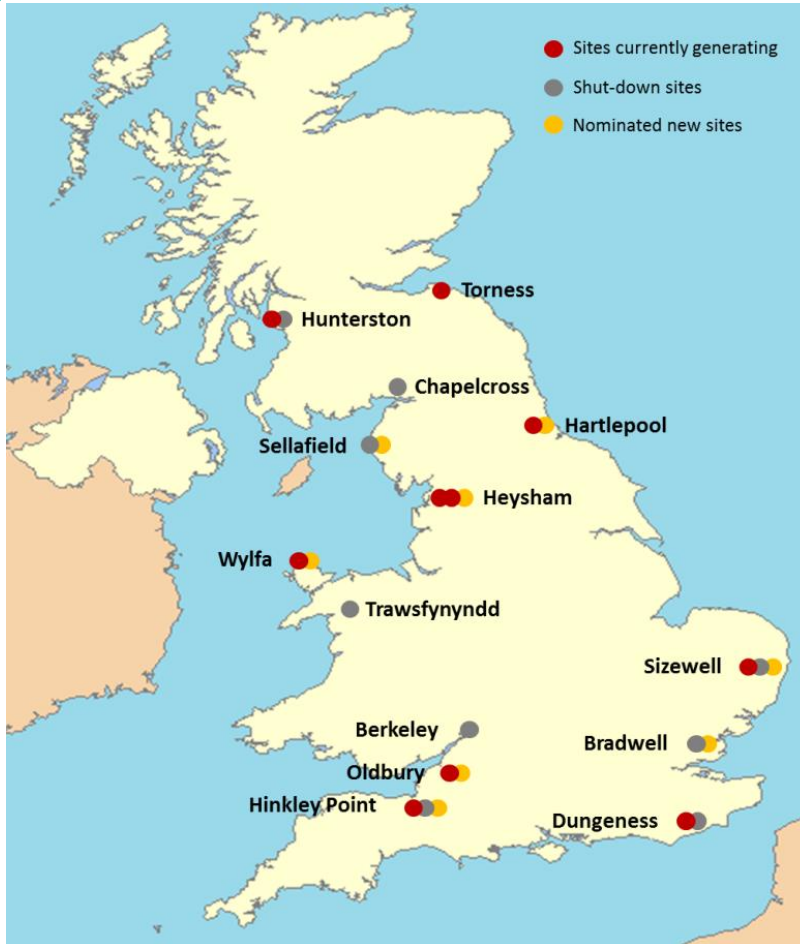 Sites currently generating
Shut-down sites
Nominated new sites
Torness
Hunterston
Chapelcross
Hartlepool
Sellafield
Heysham
Wylfa
Trawsfynyndd
Sizewell
Berkeley
Bradwell
Oldbury
Hinkley Point
Dungeness